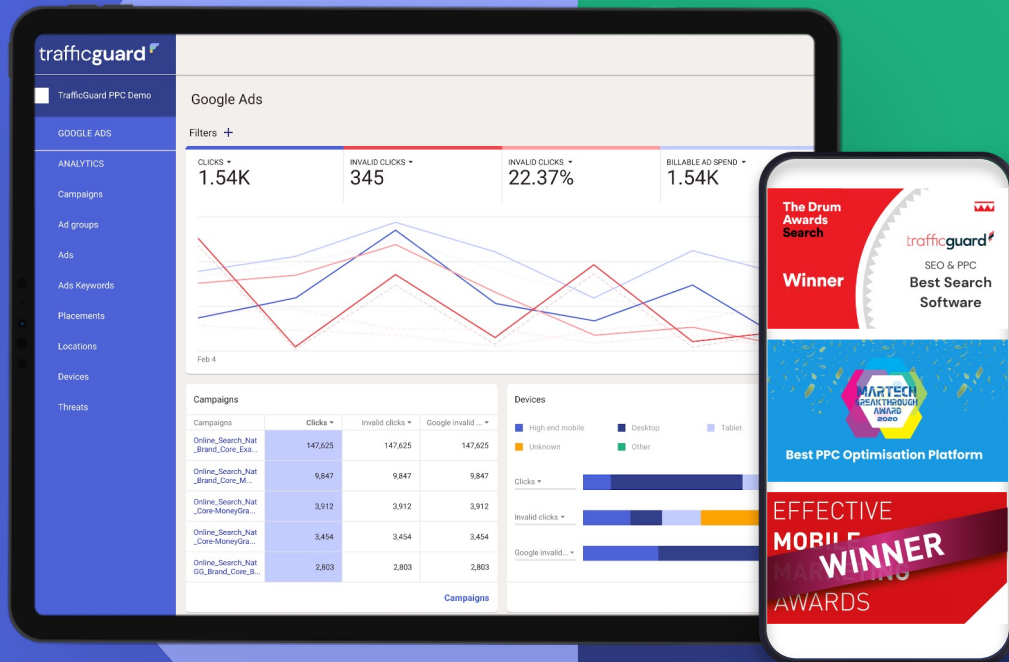 trafficguard
TrafficGuard PPC Demo
GOOGLE ADS
ANALYTICS
Campaigns
Ad groups
Ads
Ads Keywords
Placements
Locations
Devices
Threats
Google Ads
Filters +
CLICKS
1.54K
INVALID CLICKS
345
INVALID CLICKS
22.37%
BILLABLE AD SPEND
1.54K
Feb 4
Campaigns
Campaigns Clicks Invalid clicks Google invalid ...
Online_Search_Nat
_Brand_Core_Exa...
147,625 147,625 147,625
Online_Search_Nat
_Brand_Core_M...
9,847 9,847 9,847
Online_Search_Nat
_Core-MoneyGra...
3,912 3,912 3,912
Online_Search_Nat
_Core-MoneyGra...
3,454 3,454 3,454
Online_Search_Nat
GG_Brand_Core_B...
2,803 2,803 2,803
Campaigns
Devices
High end mobile Desktop Tablet
Unknown Other
Clicks
Invalid clicks
Google invalid...
The Drum
Awards
Search
Winner
trafficguard
SEO & PPC
Best Search
Software
MARTECH
BREAKTHROUGH
AWARD
2020
Best PPC Optimisation Platform
EFFECTIVE
MOBILE
WINNER
MARKETING
AWARDS